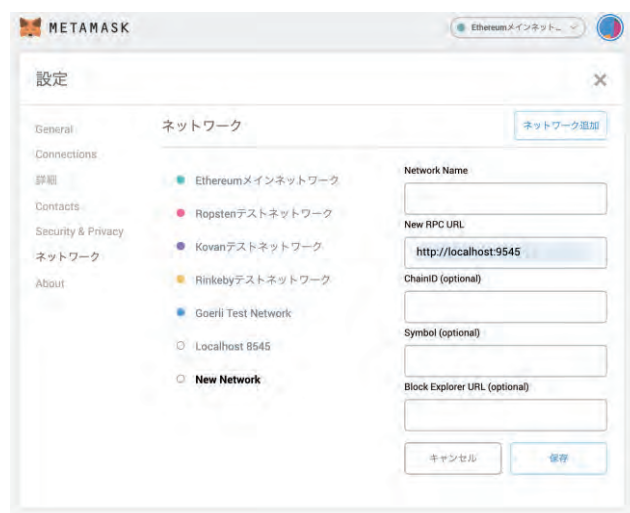 METAMASK
Ethereumメインネット...
設定
×
General
Connections
詳細
Contacts
Security & Privacy
ネットワーク
About
ネットワーク
ネットワーク追加
Ethereumメインネットワーク
Ropstenテストネットワーク
Kovanテストネットワーク
Rinkebyテストネットワーク
Goerli Test Network
Localhost 8545
New Network
Network Name
New RPC URL
http://localhost:9545
ChainID (optional)
Symbol (optional)
Block Explorer URL (optional)
キャンセル
保存